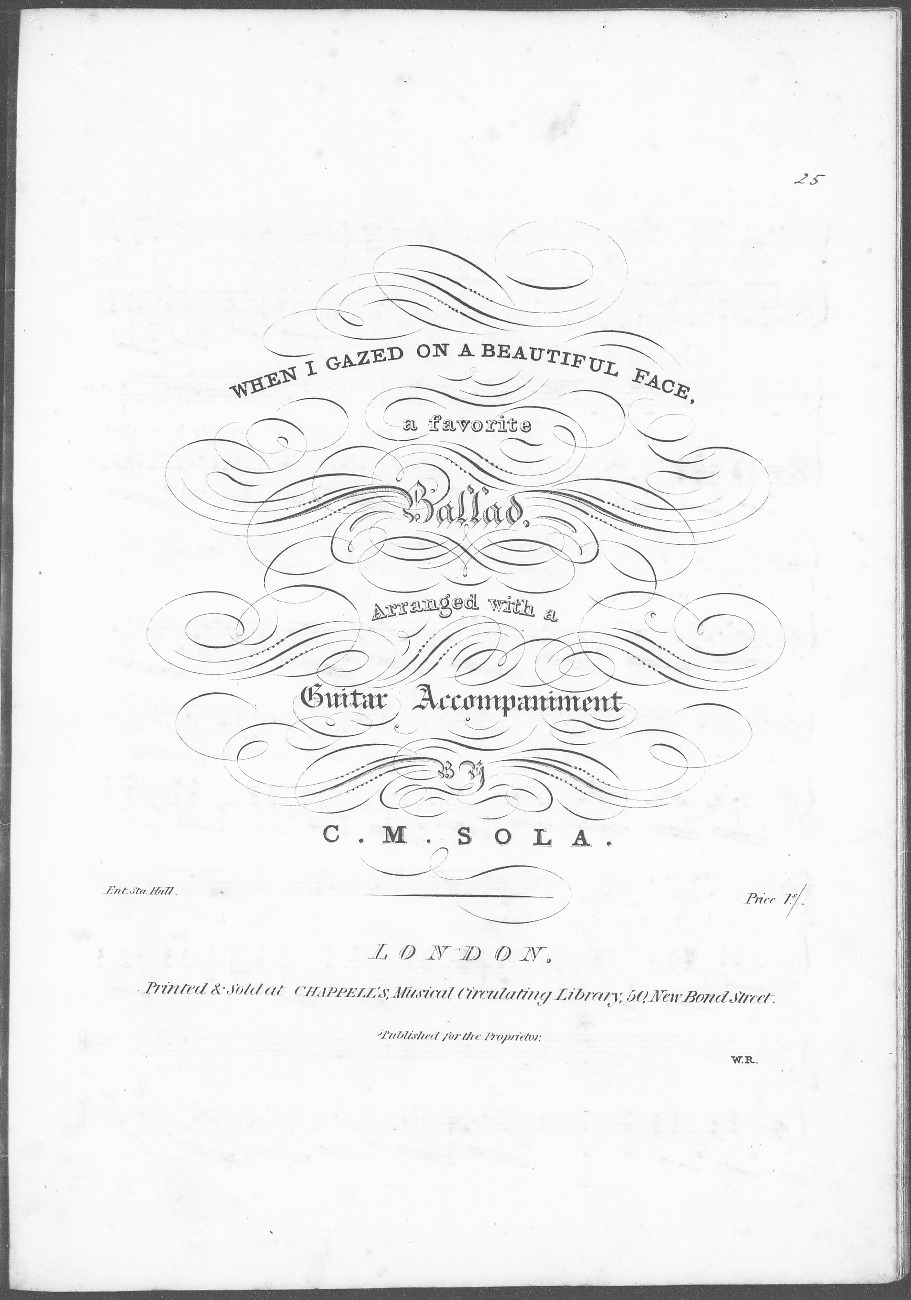 25
WHEN I GAZED ON A BEAUTIFUL FACE,
a favorite
Ballad,
Arranged with a
Guitar Accompaniment
BY
C. M. SOLA.
Ent. Sta. Hall.
Price 1s/.
LONDON.
Printed & Sold at CHAPPELL'S, Musical Circulating Library, 50, New Bond Street.
Published for the Proprietor.
W.R.